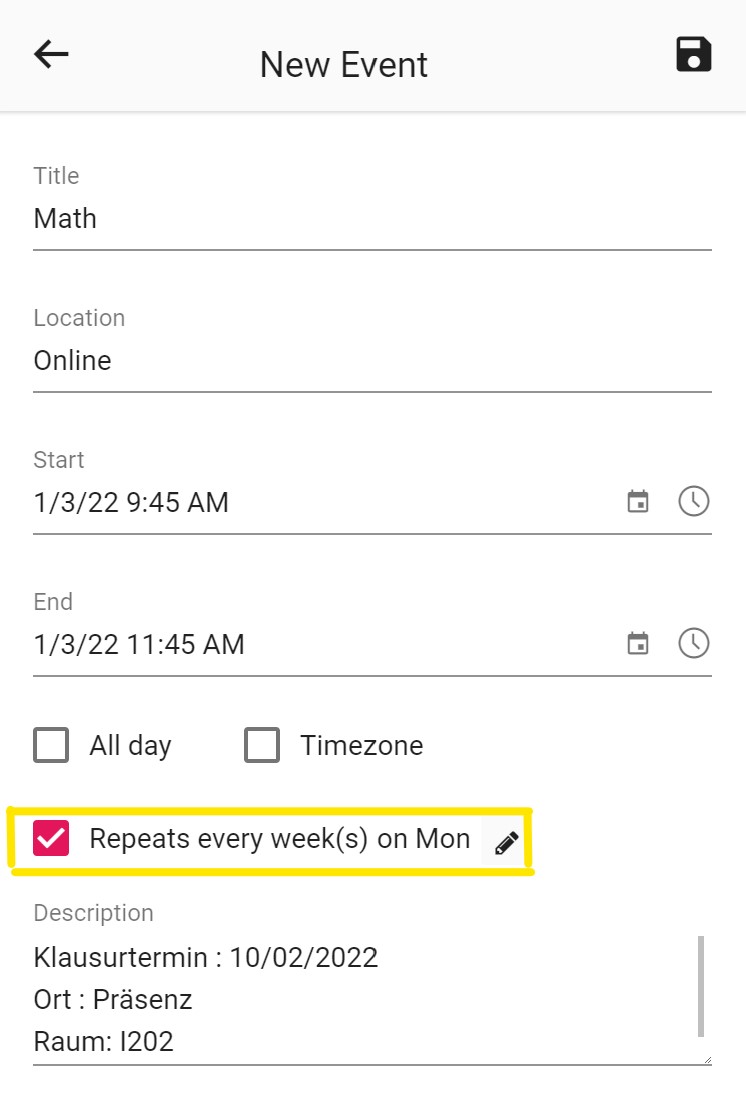 New Event
Title
Math
Location
Online
Start
1/3/22 9:45 AM
End
1/3/22 11:45 AM
All day Timezone
Repeats every week(s) on Mon
Description
Klausurtermin : 10/02/2022
Ort : Präsenz
Raum: I202